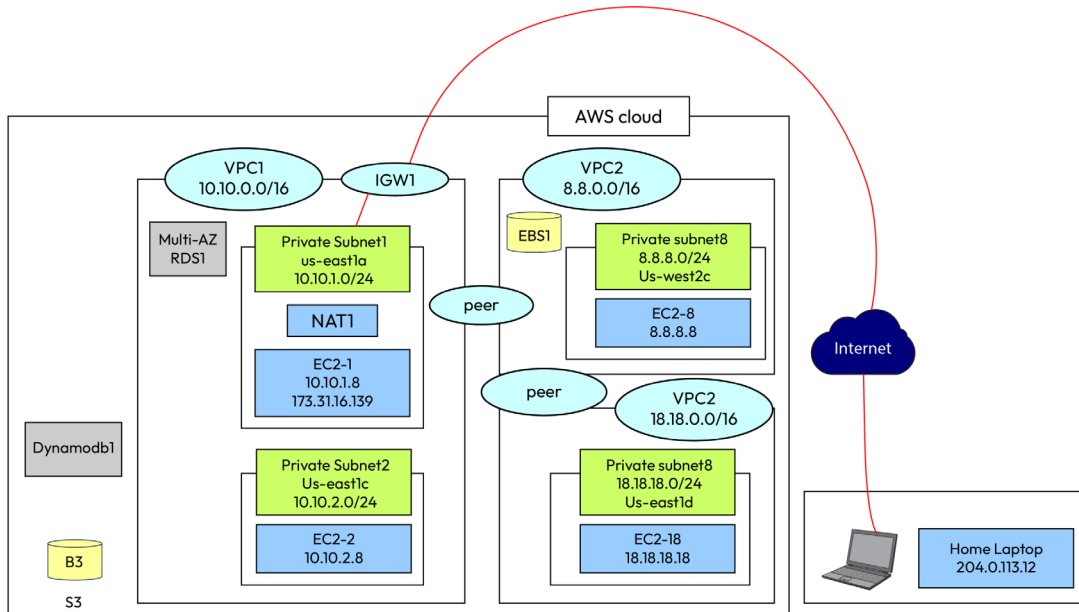 AWS cloud
VPC1
10.10.0.0/16
IGW1
VPC2
8.8.0.0/16
Multi-AZ
RDS1
Private Subnet1
us-east1a
10.10.1.0/24
EBS1
Private subnet8
8.8.8.0/24
Us-west2c
NAT1
peer
EC2-8
8.8.8.8
EC2-1
10.10.1.8
173.31.16.139
Internet
peer
VPC2
18.18.0.0/16
Dynamodb1
Private Subnet2
Us-east1c
10.10.2.0/24
Private subnet8
18.18.18.0/24
Us-east1d
EC2-2
10.10.2.8
EC2-18
18.18.18.18
Home Laptop
204.0.113.12
B3
S3